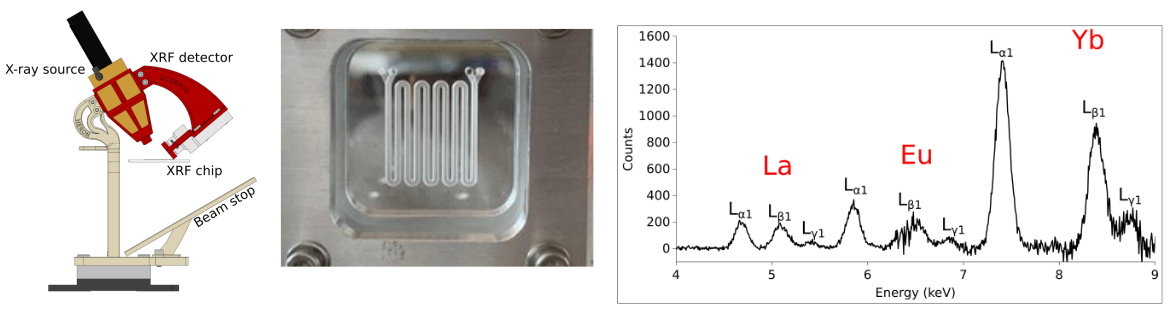 X-ray source
XRF detector
XRF chip
Beam stop
La
Eu
Yb
Lα1
Lβ1
Lγ1
Lα1
Lβ1
Lγ1
Lα1
Lβ1
Lγ1
Counts
1600
1400
1200
1000
800
600
400
200
0
4
5
6
7
8
9
Energy (keV)